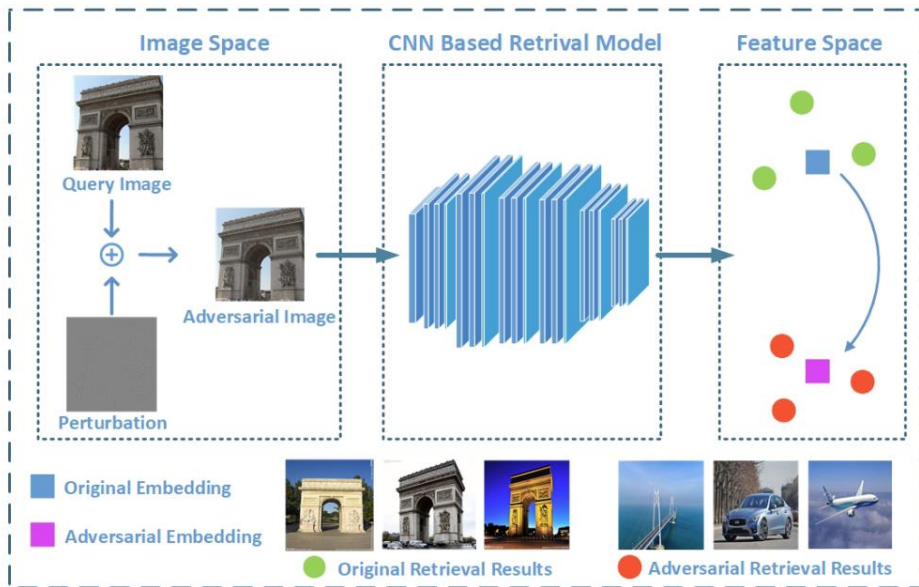 Image Space
CNN Based Retrival Model
Feature Space
Query Image
Adversarial Image
Perturbation
Original Embedding
Adversarial Embedding
Original Retrieval Results
Adversarial Retrieval Results